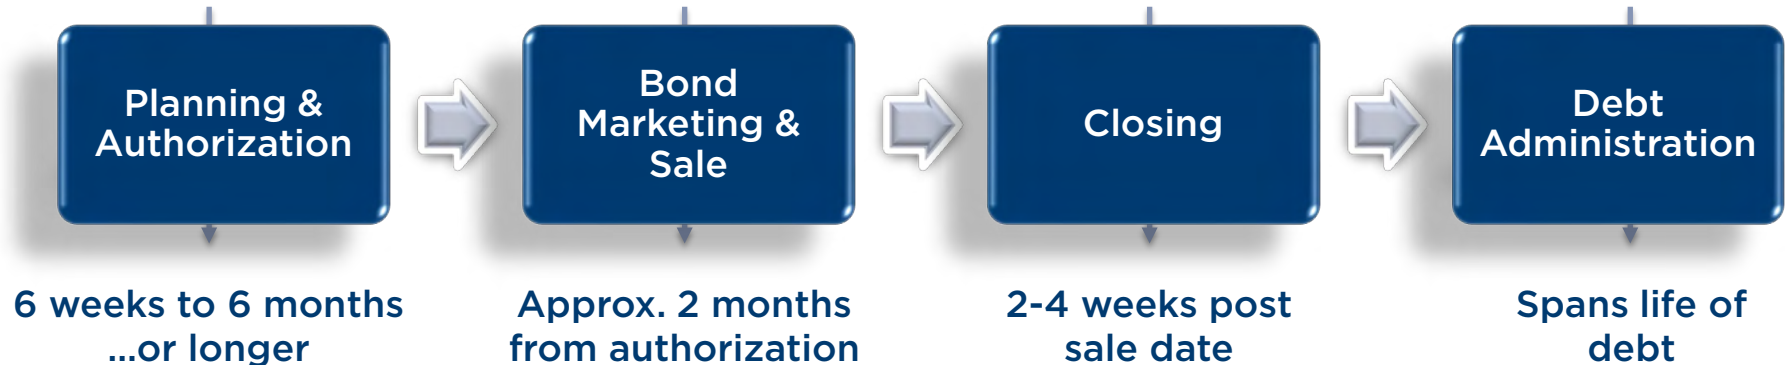 Planning &
Authorization
Bond
Marketing &
Sale
Closing
Debt
Administration
6 weeks to 6 months
...or longer
Approx. 2 months
from authorization
2-4 weeks post
sale date
Spans life of
debt